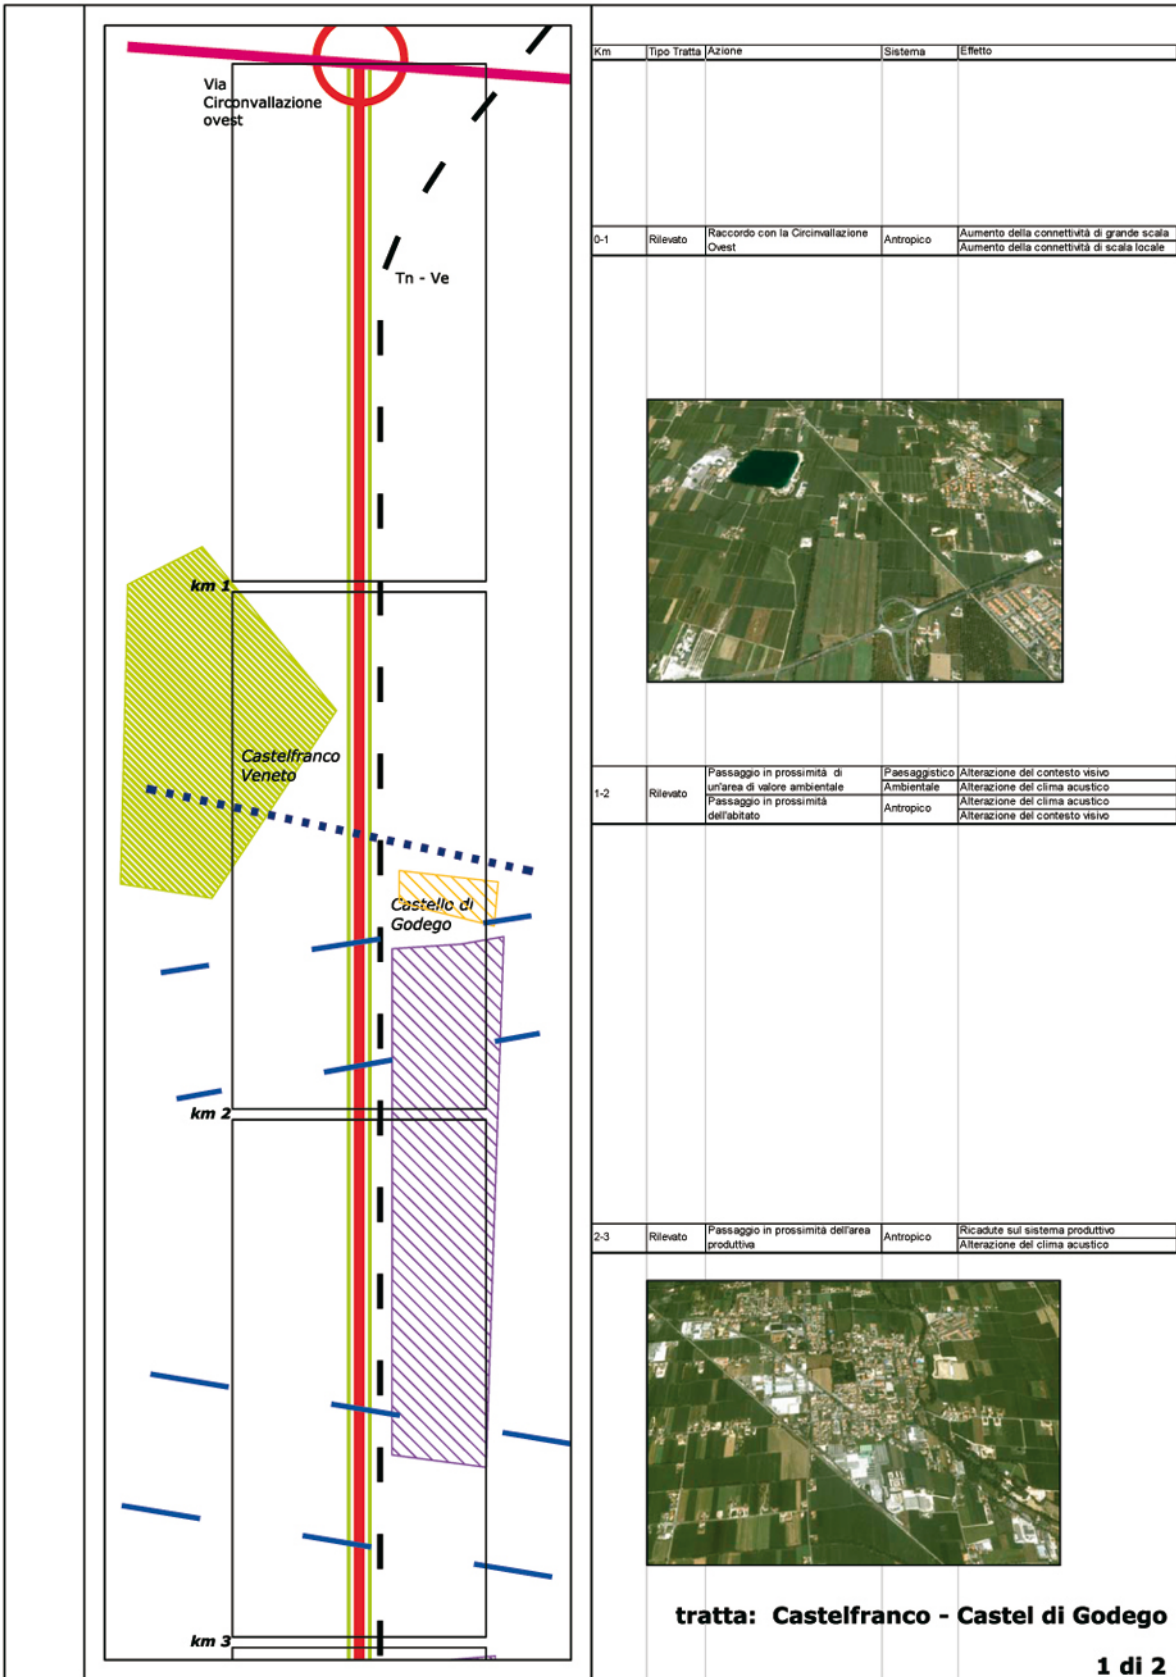 Via
Circonvallazione
ovest
Tn - Ve
km 1
Castelfranco
Veneto
Castello di
Godego
km 2
km 3
Km Tipo Tratta Azione Sistema Effetto
0-1 Rilevato Raccordo con la Circinvallazione
Ovest Antropico Aumento della connettività di grande scala
Aumento della connettività di scala locale
1-2 Rilevato Passaggio in prossimità di
un'area di valore ambientale Paesaggistico Alterazione del contesto visivo
Ambientale Alterazione del clima acustico
Passaggio in prossimità
dell'abitato Antropico Alterazione del clima acustico
Alterazione del contesto visivo
2-3 Rilevato Passaggio in prossimità dell'area
produttiva Antropico Ricadute sul sistema produttivo
Alterazione del clima acustico
tratta: Castelfranco - Castel di Godego
1 di 2